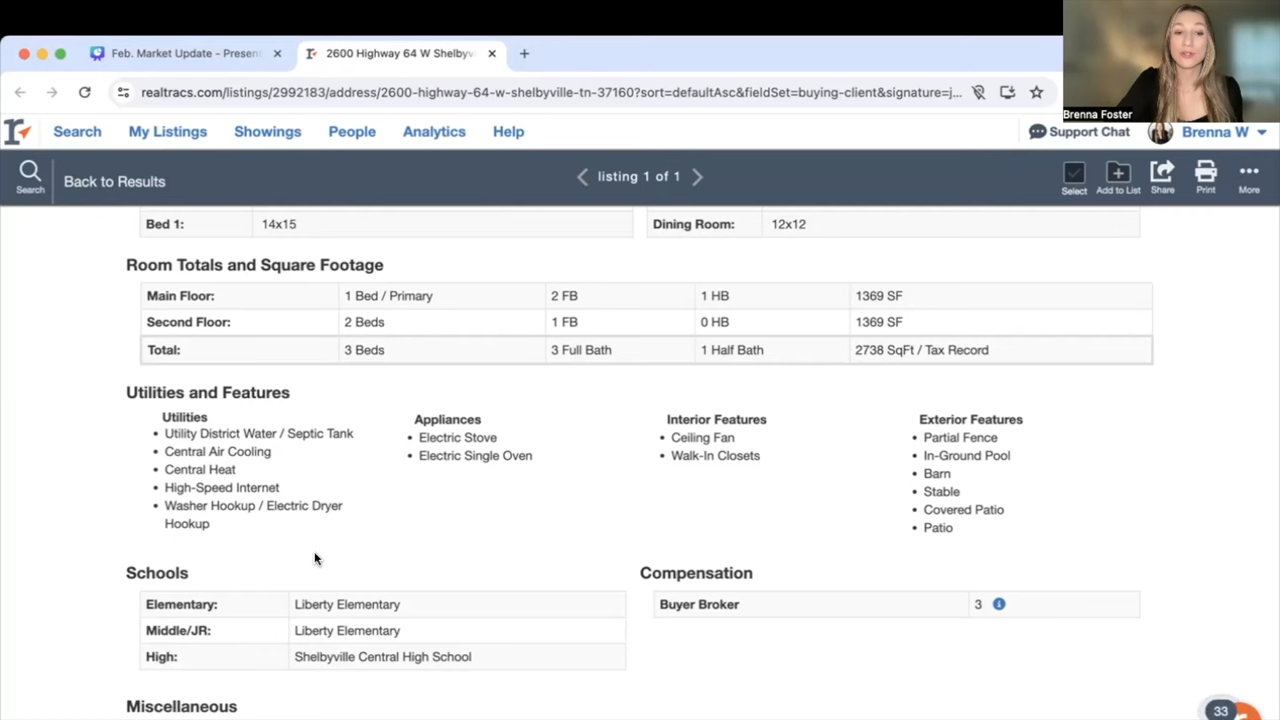 Feb. Market Update - Present
2600 Highway 64 W Shelbyv
realtracs.com/listings/2992183/address/2600-highway-64-w-shelbyville-tn-37160?sort=defaultAsc&fieldSet=buying-client&signature=j...
Brenna Foster
Search
My Listings
Showings
People
Analytics
Help
Support Chat
Brenna W
Search
Back to Results
listing 1 of 1
Select
Add to List
Share
Print
More
Bed 1: 14x15
Dining Room: 12x12
Room Totals and Square Footage
Main Floor: 1 Bed / Primary 2 FB 1 HB 1369 SF
Second Floor: 2 Beds 1 FB 0 HB 1369 SF
Total: 3 Beds 3 Full Bath 1 Half Bath 2738 SqFt / Tax Record
Utilities and Features
Utilities
• Utility District Water / Septic Tank
• Central Air Cooling
• Central Heat
• High-Speed Internet
• Washer Hookup / Electric Dryer
Hookup
Appliances
• Electric Stove
• Electric Single Oven
Interior Features
• Ceiling Fan
• Walk-In Closets
Exterior Features
• Partial Fence
• In-Ground Pool
• Barn
• Stable
• Covered Patio
• Patio
Schools
Elementary: Liberty Elementary
Middle/JR: Liberty Elementary
High: Shelbyville Central High School
Compensation
Buyer Broker 3
Miscellaneous
33